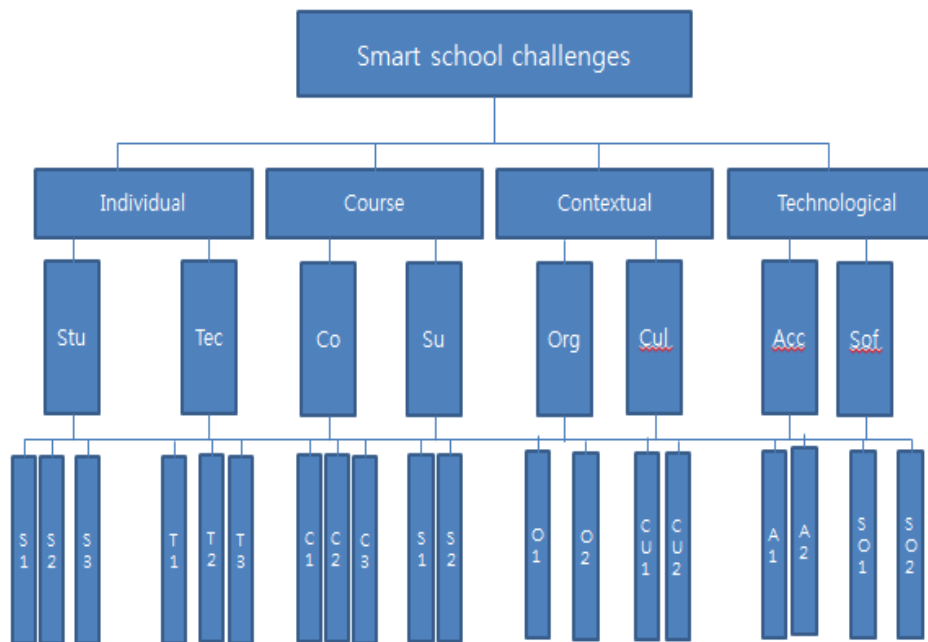 Smart school challenges
Individual
Course
Contextual
Technological
Stu
Tec
Co
Su
Org
Cul
Acc
Sof
S1
S2
S3
T1
T2
T3
C1
C2
C3
S1
S2
O1
O2
CU1
CU2
A1
A2
SO1
SO2